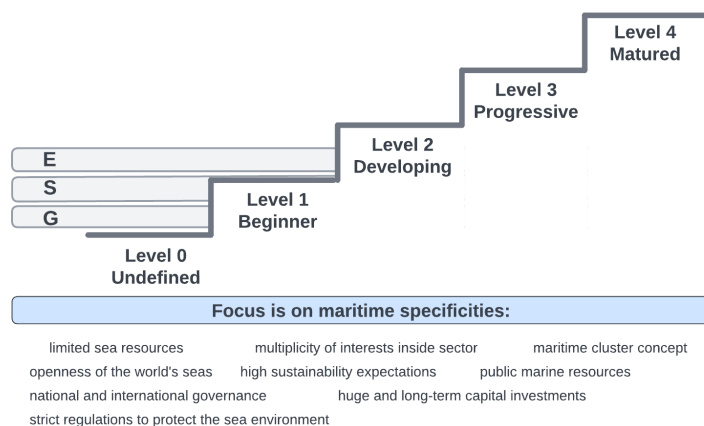 Level 4
Matured
Level 3
Progressive
Level 2
Developing
E
S
G
Level 1
Beginner
Level 0
Undefined
Focus is on maritime specificities:
limited sea resources multiplicity of interests inside sector maritime cluster concept
openness of the world's seas high sustainability expectations public marine resources
national and international governance huge and long-term capital investments
strict regulations to protect the sea environment